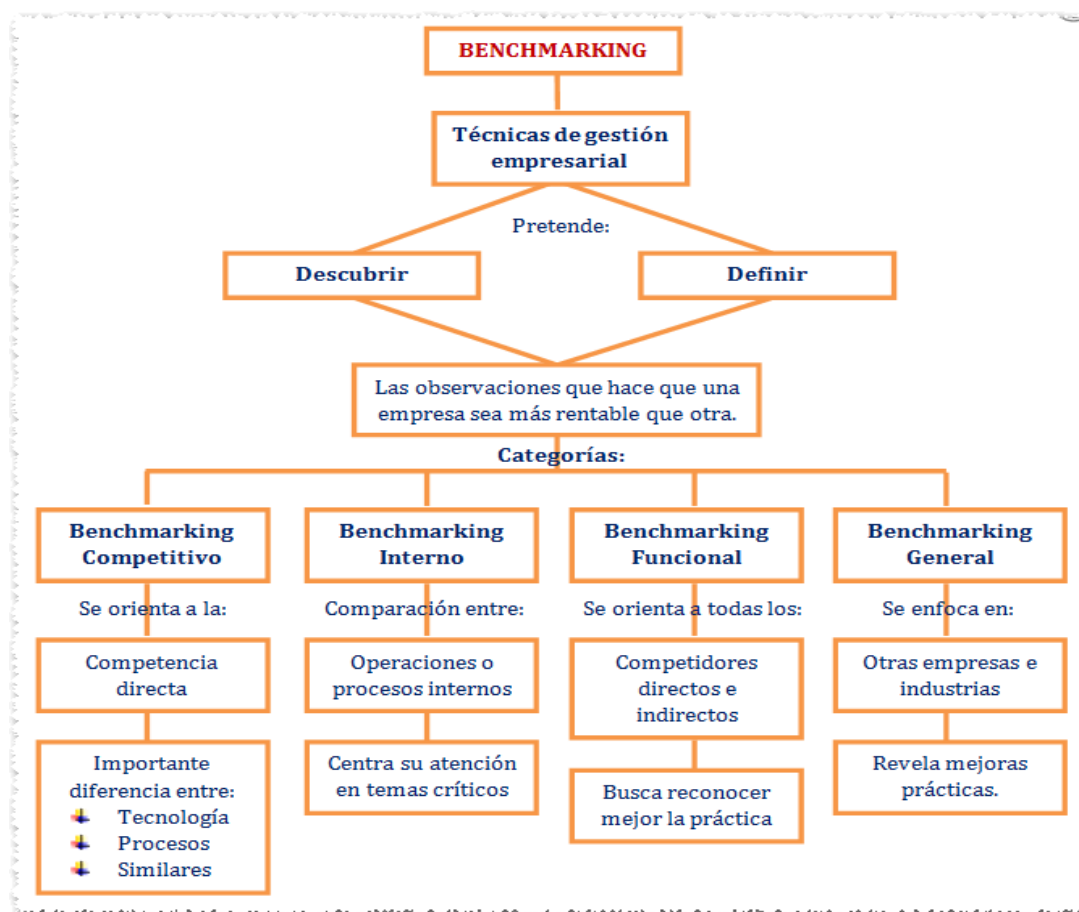 BENCHMARKING
Técnicas de gestión
empresarial
Pretende:
Descubrir
Definir
Las observaciones que hace que una
empresa sea más rentable que otra.
Categorías:
Benchmarking
Competitivo
Se orienta a la:
Competencia
directa
Importante
diferencia entre:
Tecnología
Procesos
Similares
Benchmarking
Interno
Comparación entre:
Operaciones o
procesos internos
Centra su atención
en temas críticos
Benchmarking
Funcional
Se orienta a todas los:
Competidores
directos e
indirectos
Busca reconocer
mejor la práctica
Benchmarking
General
Se enfoca en:
Otras empresas e
industrias
Revela mejoras
prácticas.